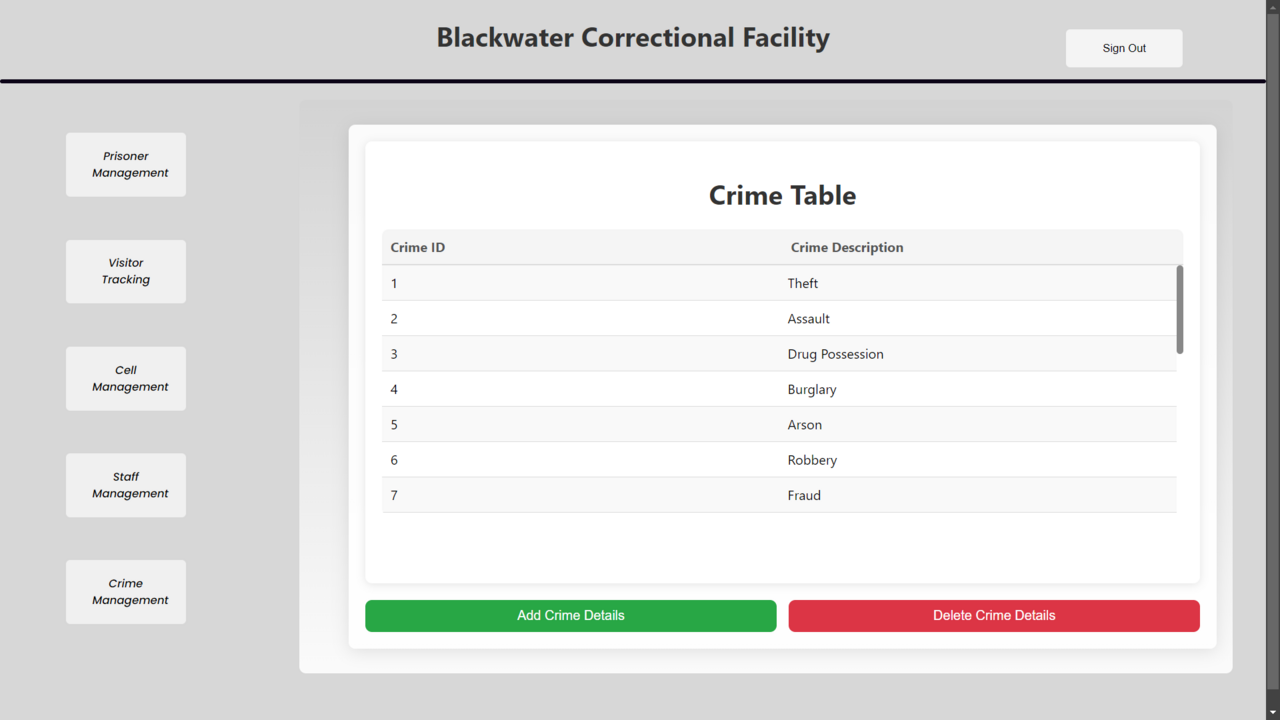 Blackwater Correctional Facility
Sign Out
Prisoner
Management
Visitor
Tracking
Cell
Management
Staff
Management
Crime
Management
Crime Table
Crime ID Crime Description
1 Theft
2 Assault
3 Drug Possession
4 Burglary
5 Arson
6 Robbery
7 Fraud
Add Crime Details Delete Crime Details